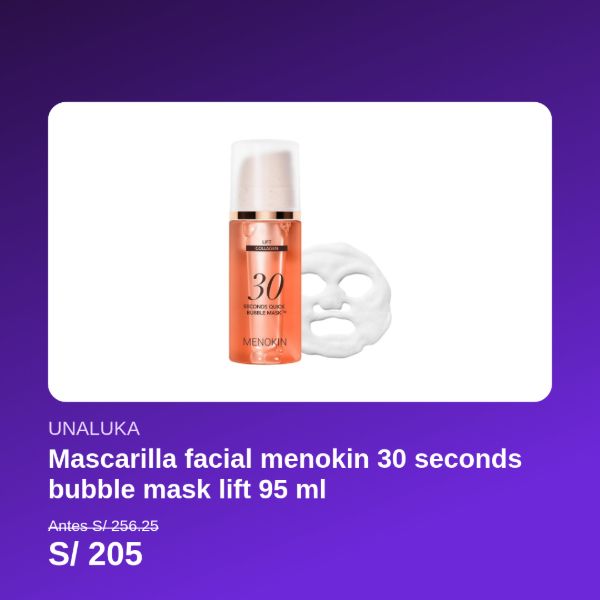 LIFT
COLLAGEN
30
SECONDS QUICK
BUBBLE MASK™
MENOKIN
UNALUKA
Mascarilla facial menokin 30 seconds
bubble mask lift 95 ml
Antes S/ 256.25
S/ 205